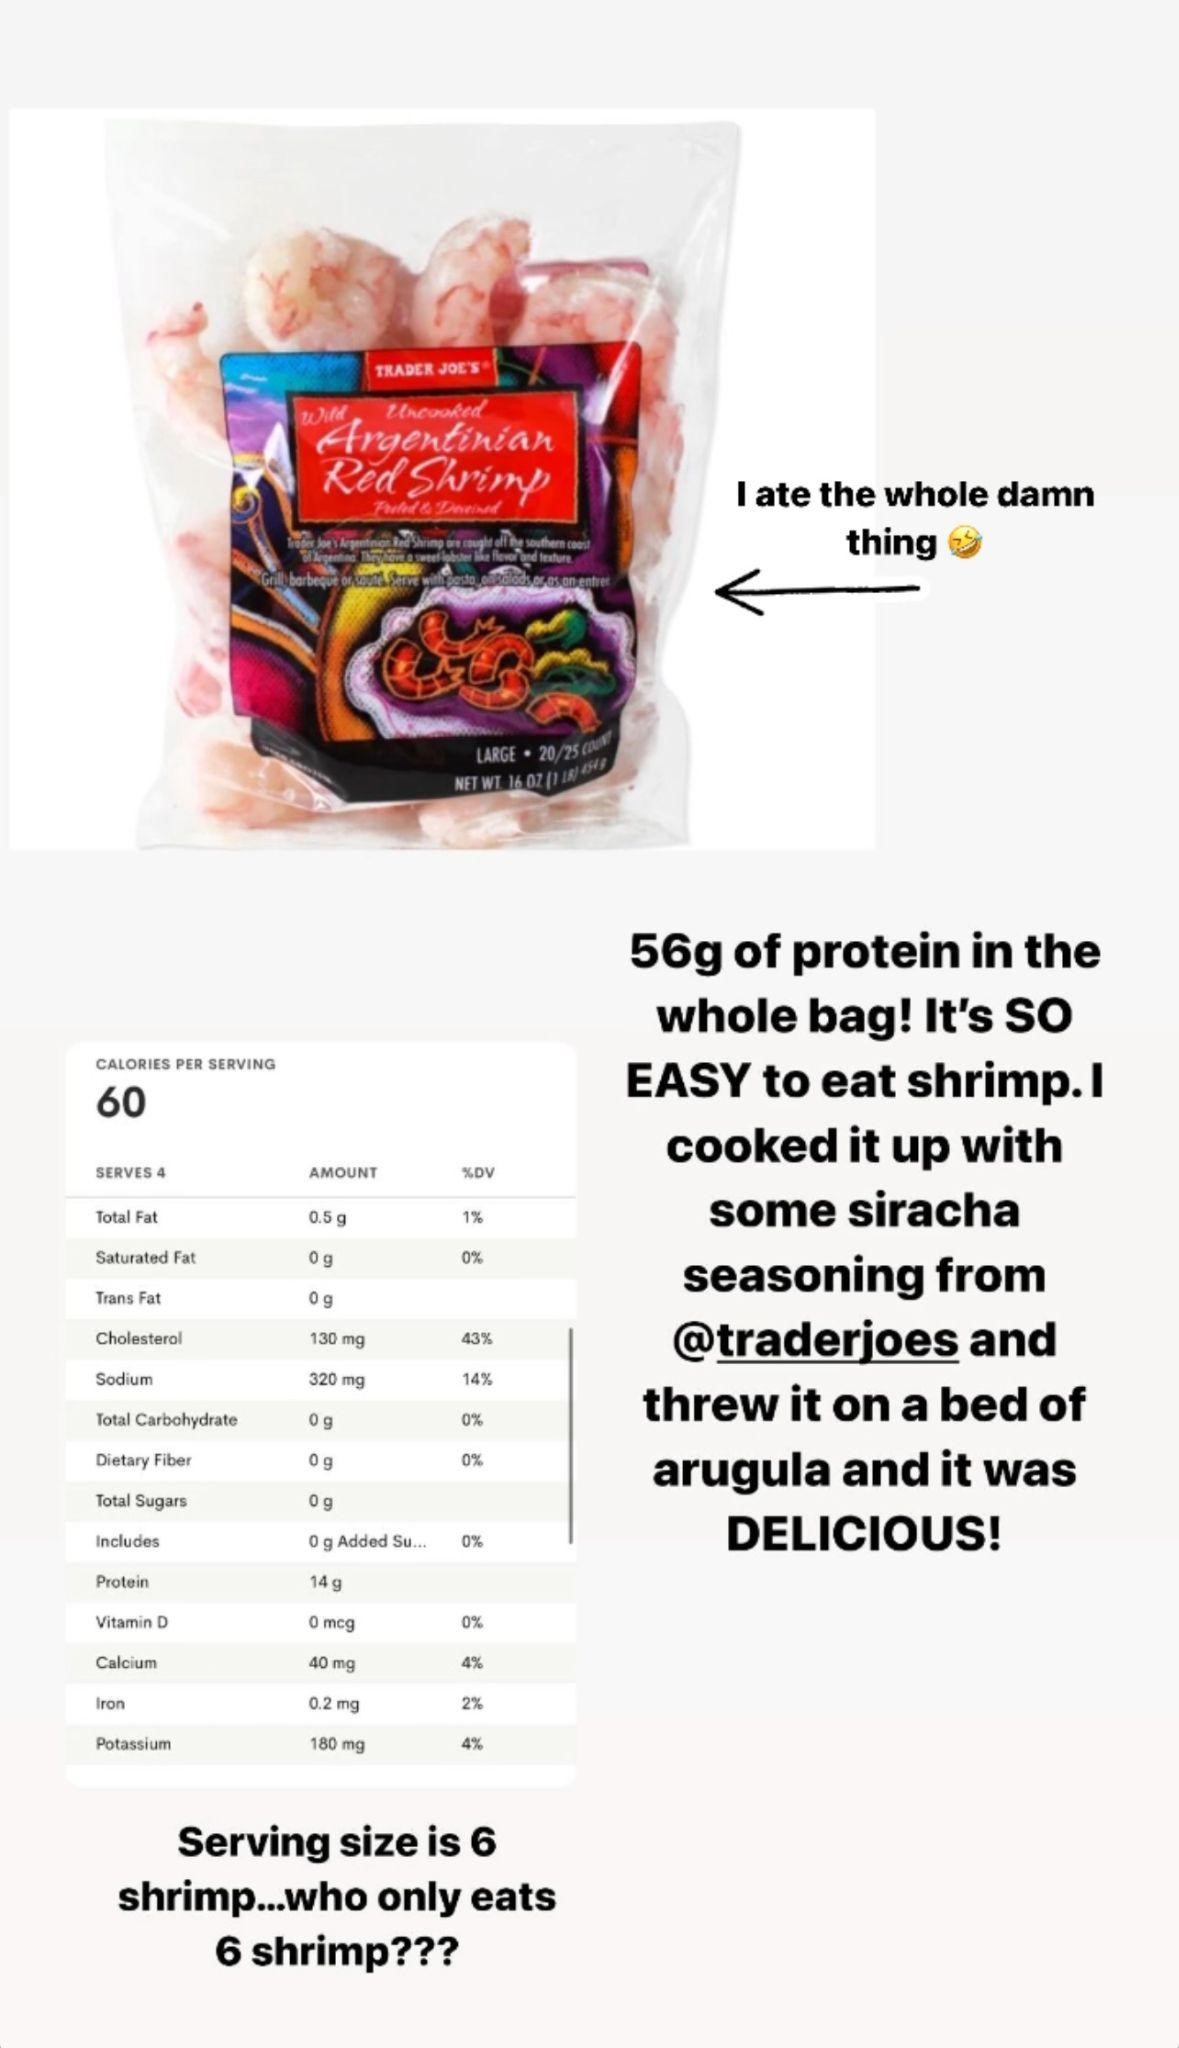 TRADER JOE'S
Wild Uncooked
Argentinian
Red Shrimp
Peeled & Deveined
Trader Joe's Argentinian Red Shrimp are caught off the southern coast
of Argentina. They have a sweet lobster like flavor and texture.
Grill, barbeque or sauté. Serve with pasta, on salads or as an entree
LARGE • 20/25 COUNT
NET WT. 16 OZ (1 LB) 454g
I ate the whole damn
thing 🤣
56g of protein in the
whole bag! It's SO
EASY to eat shrimp. I
cooked it up with
some siracha
seasoning from
@traderjoes and
threw it on a bed of
arugula and it was
DELICIOUS!
CALORIES PER SERVING
60
SERVES 4 AMOUNT %DV
Total Fat 0.5 g 1%
Saturated Fat 0 g 0%
Trans Fat 0 g
Cholesterol 130 mg 43%
Sodium 320 mg 14%
Total Carbohydrate 0 g 0%
Dietary Fiber 0 g 0%
Total Sugars 0 g
Includes 0 g Added Su... 0%
Protein 14 g
Vitamin D 0 mcg 0%
Calcium 40 mg 4%
Iron 0.2 mg 2%
Potassium 180 mg 4%
Serving size is 6
shrimp...who only eats
6 shrimp???